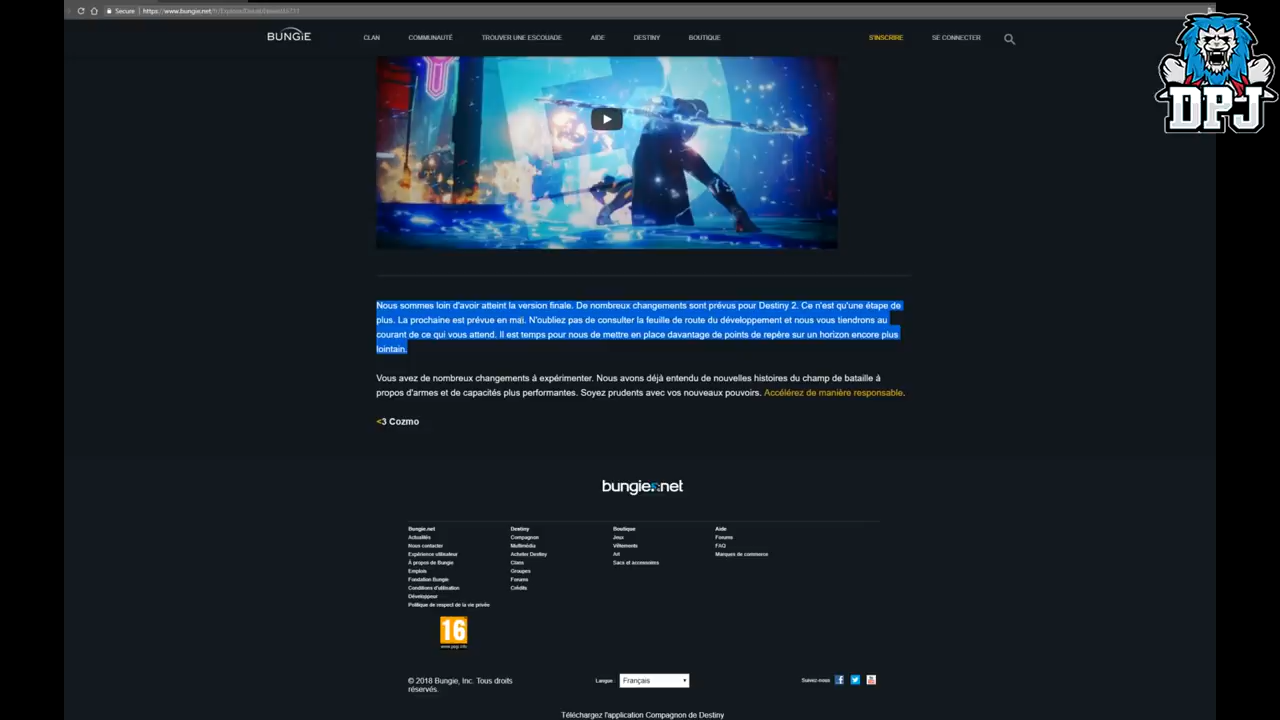 Secure https://www.bungie.net
BUNGiE CLAN COMMUNAUTÉ TROUVER UNE ESCOUADE AIDE DESTINY BOUTIQUE S'INSCRIRE SE CONNECTER
DPJ
Nous sommes loin d'avoir atteint la version finale. De nombreux changements sont prévus pour Destiny 2. Ce n'est qu'une étape de
plus. La prochaine est prévue en mai. N'oubliez pas de consulter la feuille de route du développement et nous vous tiendrons au
courant de ce qui vous attend. Il est temps pour nous de mettre en place davantage de points de repère sur un horizon encore plus
lointain.
Vous avez de nombreux changements à expérimenter. Nous avons déjà entendu de nouvelles histoires du champ de bataille à
propos d'armes et de capacités plus performantes. Soyez prudents avec vos nouveaux pouvoirs. Accélérez de manière responsable.
<3 Cozmo
bungie.net
Bungie.net Destiny Boutique Aide
Actualités Compagnon Jeux Forums
Nous contacter Multimédia Vêtements FAQ
Expérience utilisateur Acheter Destiny Art Marques de commerce
À propos de Bungie Clans Sacs et accessoires
Emplois Groupes
Fondation Bungie Forums
Conditions d'utilisation Crédits
Développeur
Politique de respect de la vie privée
16
www.pegi.info
© 2018 Bungie, Inc. Tous droits
réservés.
Langue : Français
Suivez-nous
Téléchargez l'application Compagnon de Destiny